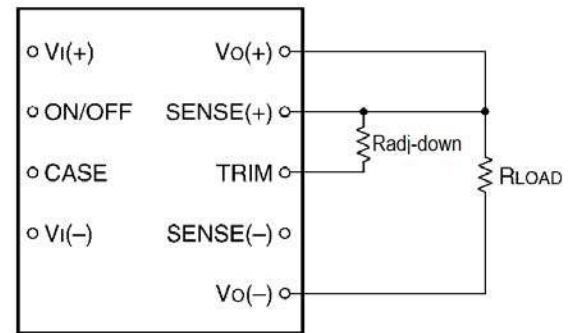 VI(+) VO(+)
ON/OFF SENSE(+)
Radj-down
CASE TRIM RLOAD
VI(–) SENSE(–)
VO(–)